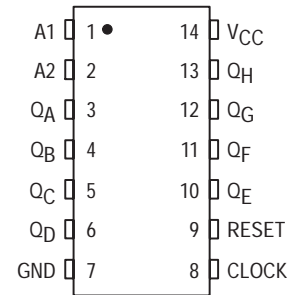 A1 1 14 VCC
A2 2 13 QH
QA 3 12 QG
QB 4 11 QF
QC 5 10 QE
QD 6 9 RESET
GND 7 8 CLOCK